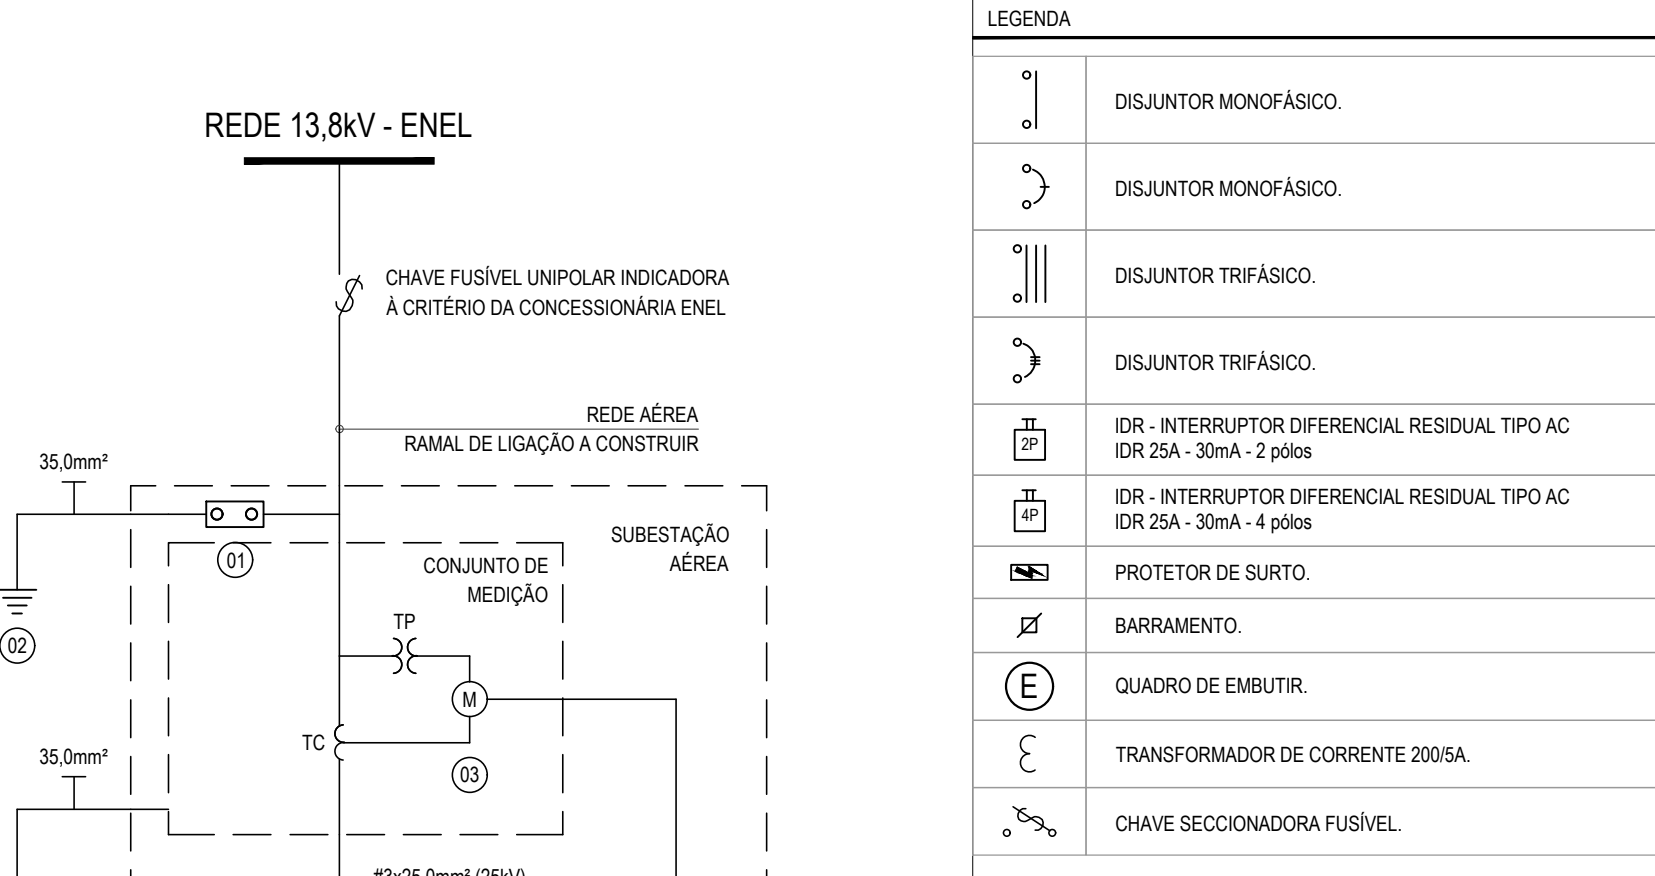 REDE 13,8kV - ENEL
CHAVE FUSÍVEL UNIPOLAR INDICADORA
À CRITÉRIO DA CONCESSIONÁRIA ENEL
REDE AÉREA
RAMAL DE LIGAÇÃO A CONSTRUIR
35,0mm²
01
SUBESTAÇÃO
AÉREA
CONJUNTO DE
MEDIÇÃO
02
TP
M
TC
03
35,0mm²
#3x25,0mm² (25kV)
LEGENDA
DISJUNTOR MONOFÁSICO.
DISJUNTOR MONOFÁSICO.
DISJUNTOR TRIFÁSICO.
DISJUNTOR TRIFÁSICO.
2P
IDR - INTERRUPTOR DIFERENCIAL RESIDUAL TIPO AC
IDR 25A - 30mA - 2 pólos
4P
IDR - INTERRUPTOR DIFERENCIAL RESIDUAL TIPO AC
IDR 25A - 30mA - 4 pólos
PROTETOR DE SURTO.
BARRAMENTO.
E
QUADRO DE EMBUTIR.
TRANSFORMADOR DE CORRENTE 200/5A.
CHAVE SECCIONADORA FUSÍVEL.